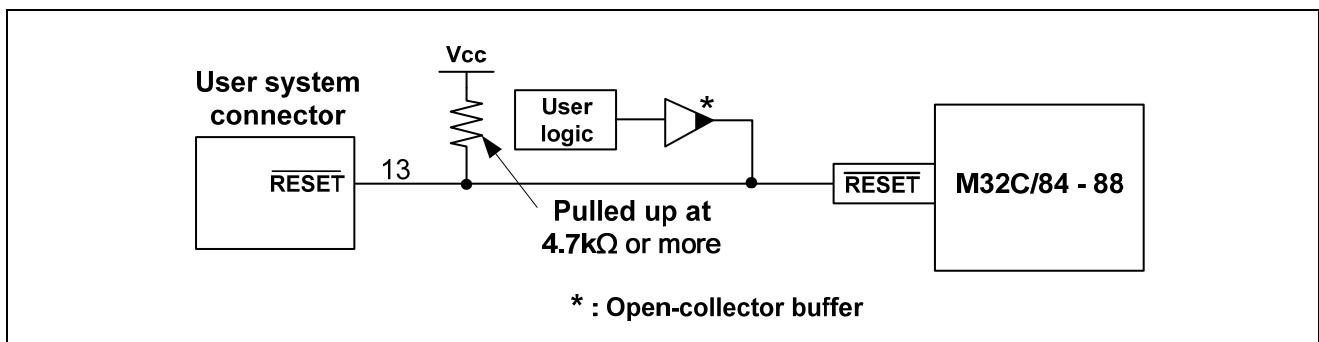 Vcc
User system
connector
User
logic
*
RESET
13
RESET
M32C/84 - 88
Pulled up at
4.7kΩ or more
* : Open-collector buffer